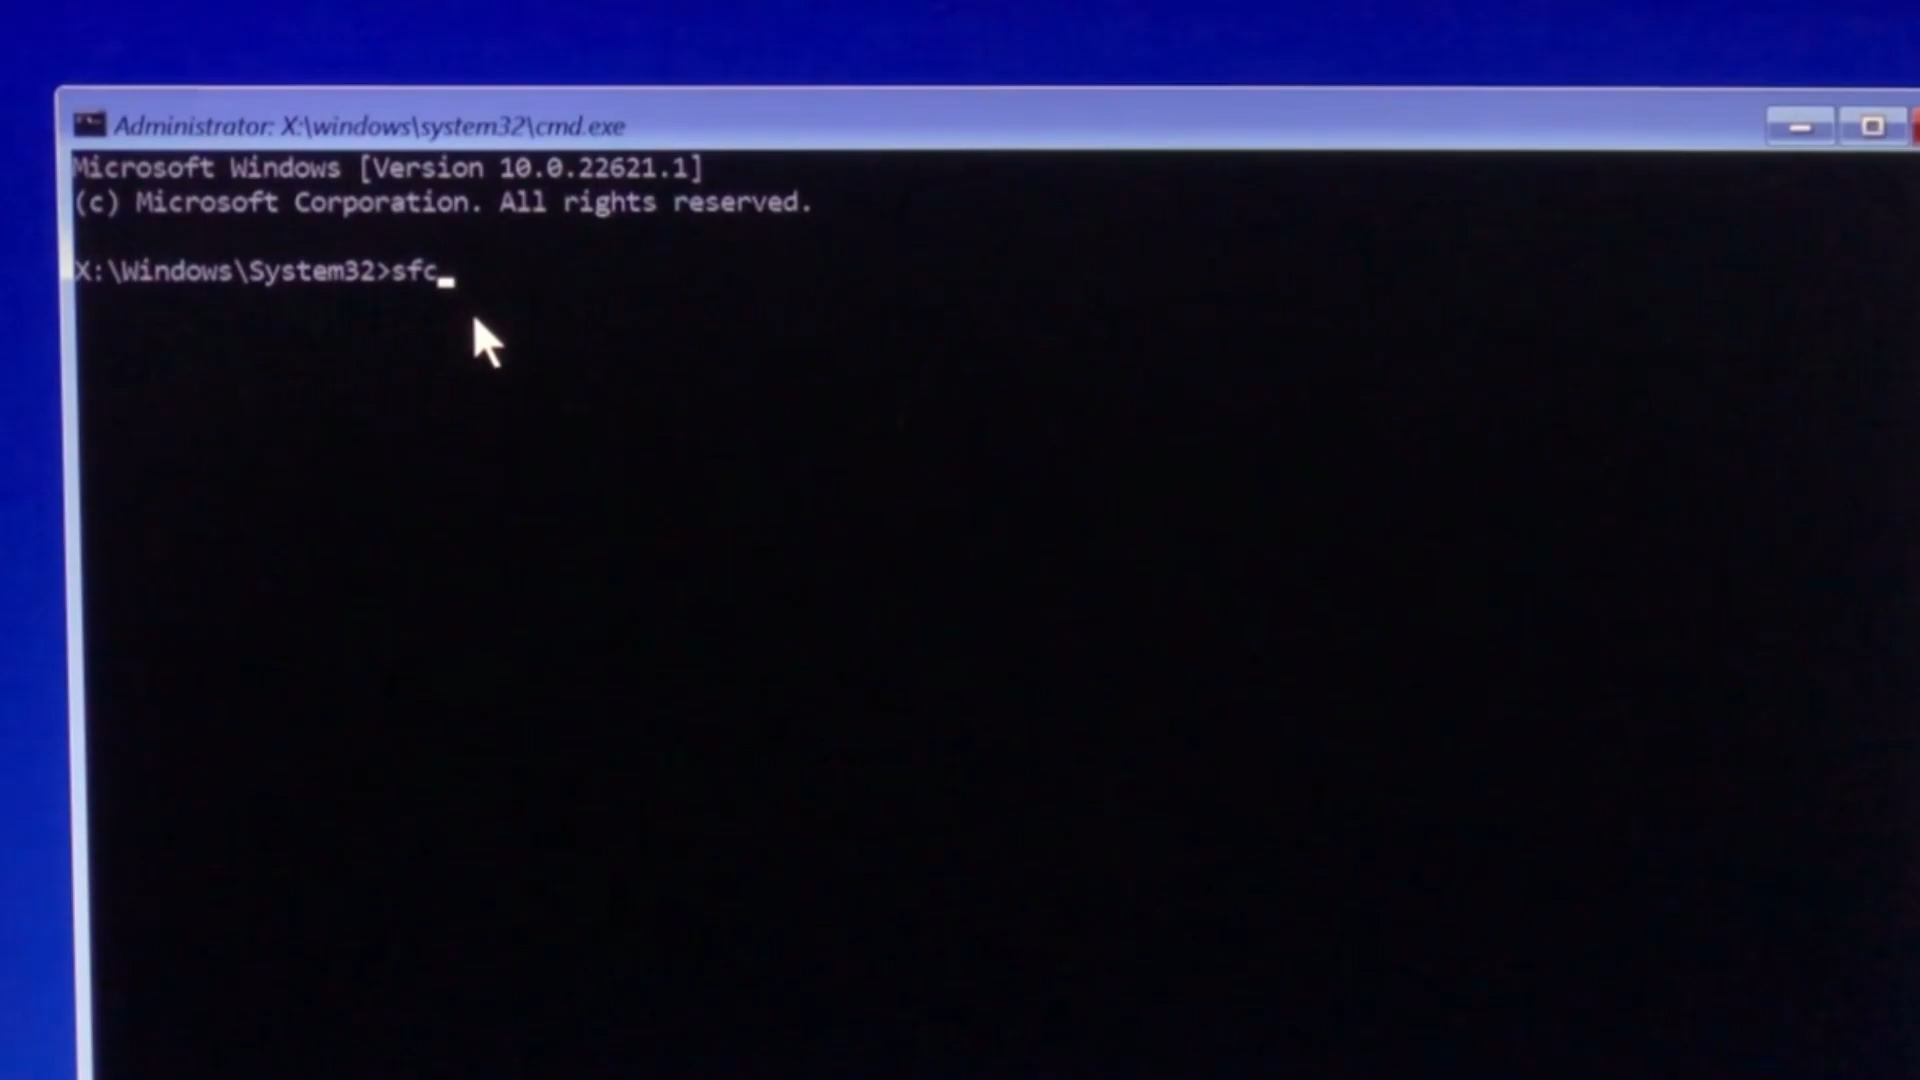 Administrator: X:\windows\system32\cmd.exe
Microsoft Windows [Version 10.0.22621.1]
(c) Microsoft Corporation. All rights reserved.
X:\Windows\System32>sfc